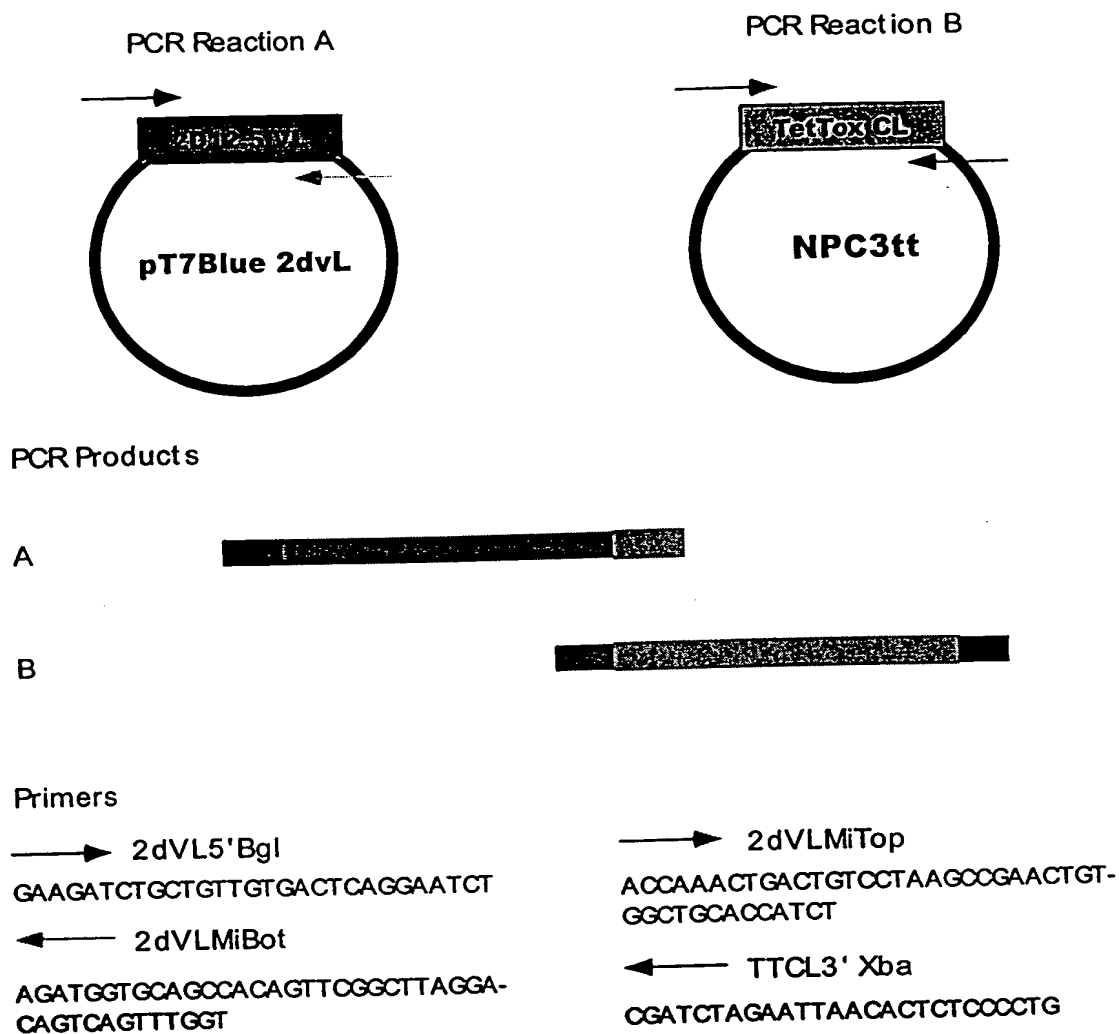 PCR Reaction A
PCR Reaction B
2D12-5 VL
TetTox CL
pT7Blue 2dvL
NPC3tt
PCR Products
A
B
Primers
2dVL5'Bgl
GAAGATCTGCTGTTGTGACTCAGGAATCT
2dVLMiBot
AGATGGTGCAGCCACAGTTCGGCTTAGGA-
CAGTCAGTTTGGT
2dVLMiTop
ACCAAACTGACTGTCCTAAGCCGAACTGT-
GGCTGCACCATCT
TTCL3' Xba
CGATCTAGAATTAACACTCTCCCCTG